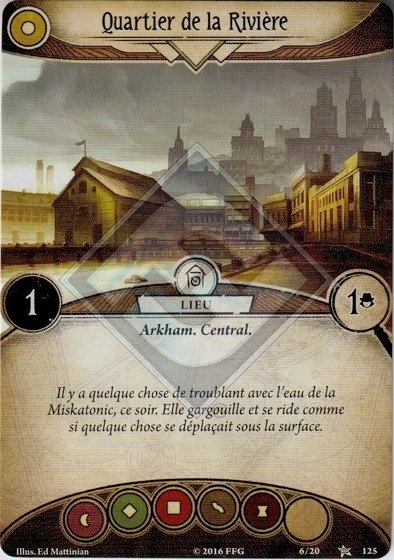 Quartier de la Rivière
1
1
LIEU
Arkham. Central.
Il y a quelque chose de troublant avec l'eau de la
Miskatonic, ce soir. Elle gargouille et se ride comme
si quelque chose se déplaçait sous la surface.
Illus. Ed Mattinian © 2016 FFG 6/20 125